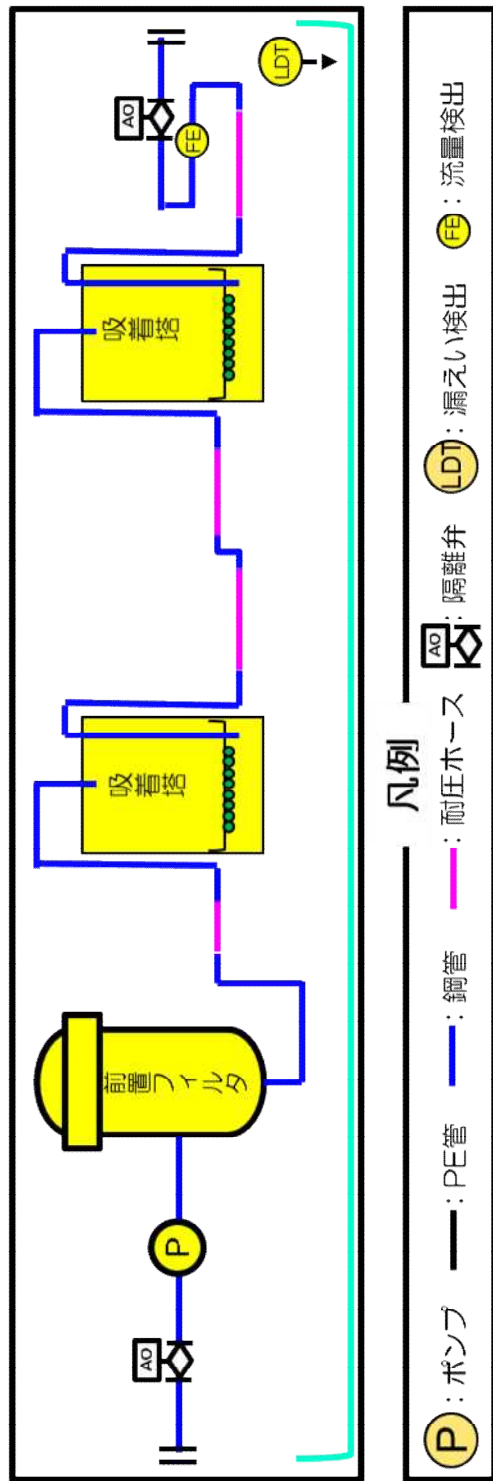 AO
P
前置フィルタ
吸着塔
吸着塔
AO
FE
LDT
凡例
P : ポンプ
: PE管
: 鋼管
: 耐圧ホース
AO : 隔離弁
LDT : 漏えい検出
FE : 流量検出